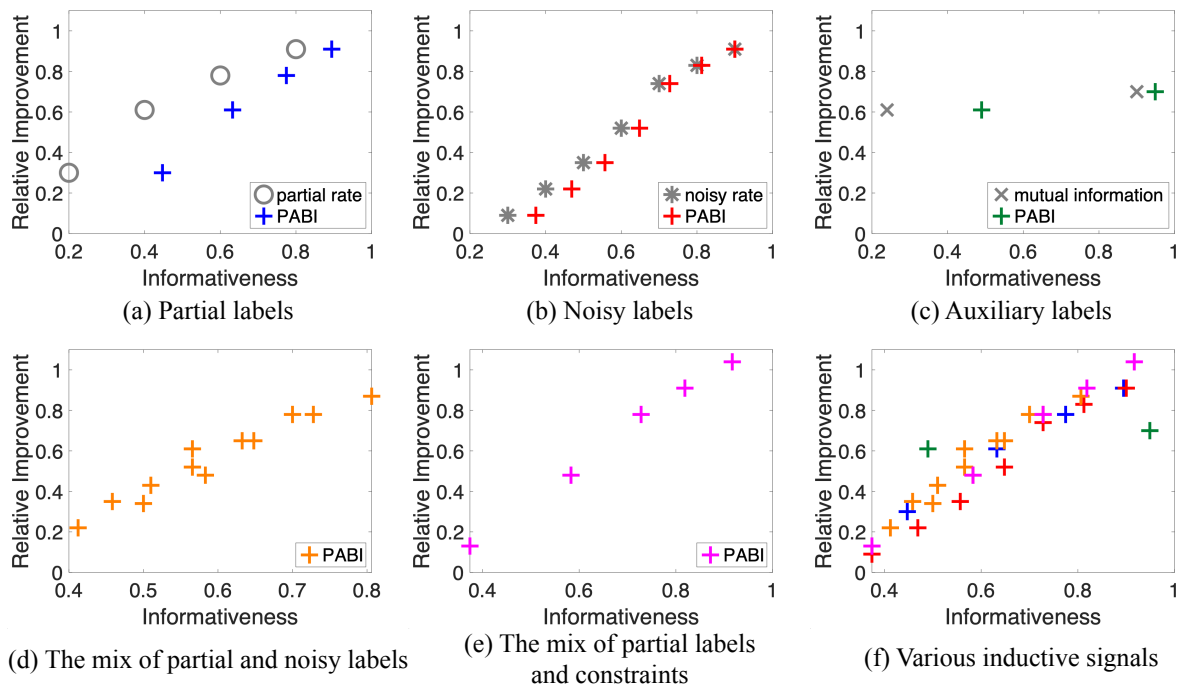 Relative Improvement
1
0.8
0.6
0.4
0.2
0
partial rate
PABI
0.2 0.4 0.6 0.8 1
Informativeness
(a) Partial labels
Relative Improvement
1
0.8
0.6
0.4
0.2
0
noisy rate
PABI
0.2 0.4 0.6 0.8 1
Informativeness
(b) Noisy labels
Relative Improvement
1
0.8
0.6
0.4
0.2
0
mutual information
PABI
0.2 0.4 0.6 0.8 1
Informativeness
(c) Auxiliary labels
Relative Improvement
1
0.8
0.6
0.4
0.2
0
PABI
0.4 0.5 0.6 0.7 0.8
Informativeness
(d) The mix of partial and noisy labels
Relative Improvement
1
0.8
0.6
0.4
0.2
0
PABI
0.4 0.6 0.8 1
Informativeness
(e) The mix of partial labels
and constraints
Relative Improvement
1
0.8
0.6
0.4
0.2
0
0.4 0.6 0.8 1
Informativeness
(f) Various inductive signals